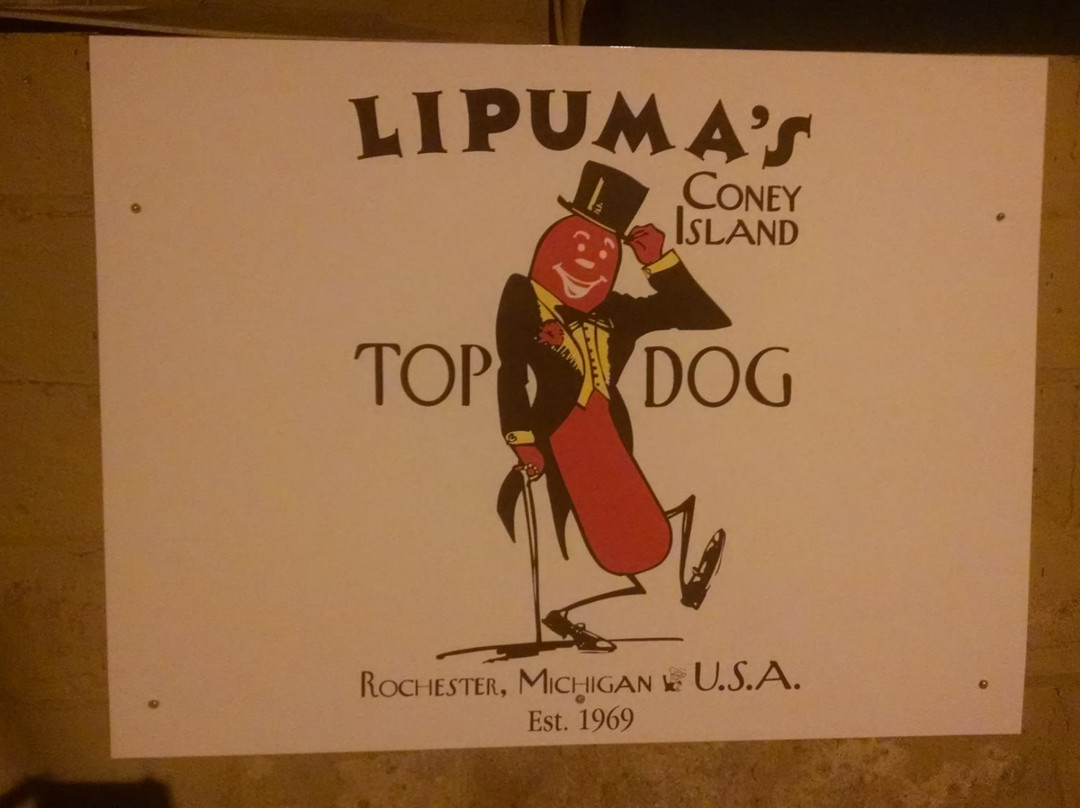 LIPUMA'S
CONEY
ISLAND
TOP DOG
ROCHESTER, MICHIGAN U.S.A.
Est. 1969